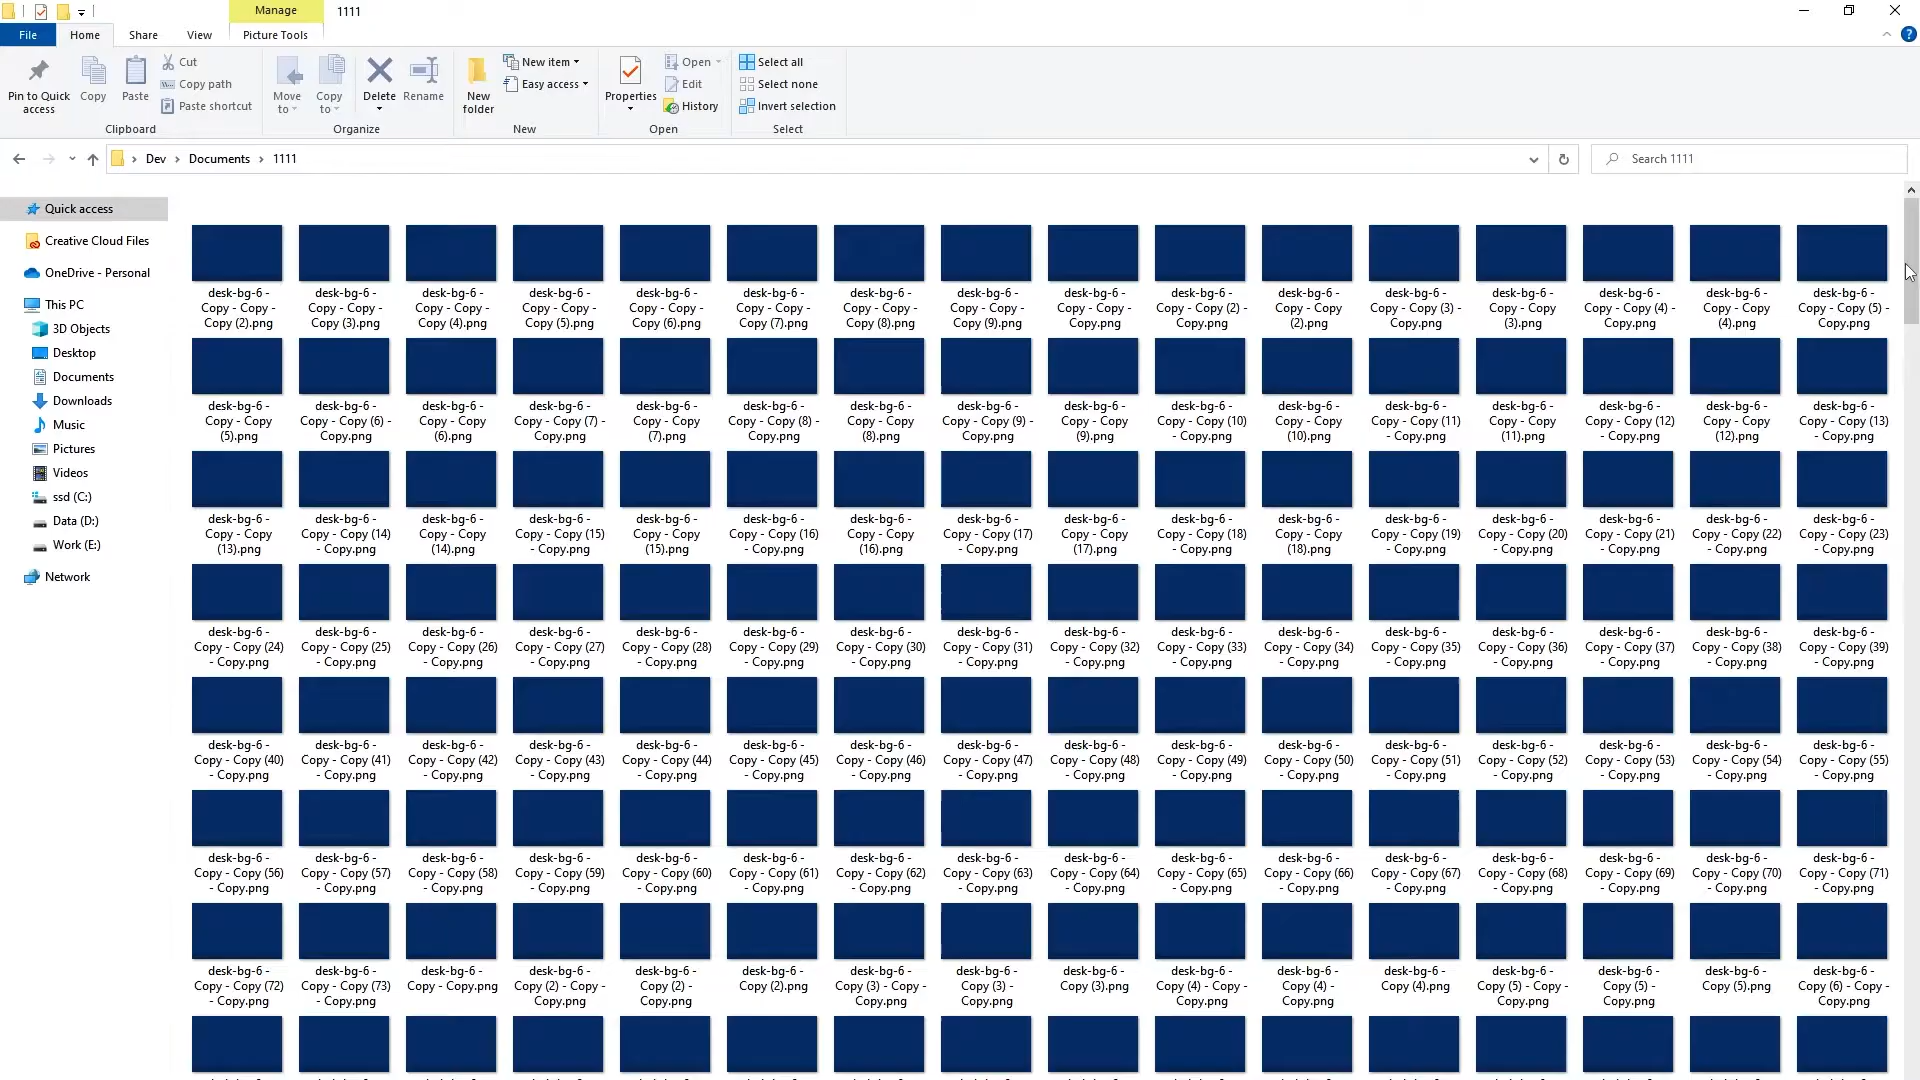 Manage 1111
File Home Share View Picture Tools
Pin to Quick access
Copy
Paste
Cut
Copy path
Paste shortcut
Clipboard
Move to
Copy to
Delete
Rename
Organize
New folder
New item
Easy access
New
Properties
Open
Edit
History
Open
Select all
Select none
Invert selection
Select
Dev Documents 1111
Search 1111
Quick access
Creative Cloud Files
OneDrive - Personal
This PC
3D Objects
Desktop
Documents
Downloads
Music
Pictures
Videos
ssd (C:)
Data (D:)
Work (E:)
Network
desk-bg-6 - Copy - Copy - Copy (2).png
desk-bg-6 - Copy - Copy - Copy (3).png
desk-bg-6 - Copy - Copy - Copy (4).png
desk-bg-6 - Copy - Copy - Copy (5).png
desk-bg-6 - Copy - Copy - Copy (6).png
desk-bg-6 - Copy - Copy - Copy (7).png
desk-bg-6 - Copy - Copy - Copy (8).png
desk-bg-6 - Copy - Copy - Copy (9).png
desk-bg-6 - Copy - Copy - Copy.png
desk-bg-6 - Copy - Copy (2) - Copy.png
desk-bg-6 - Copy - Copy (2).png
desk-bg-6 - Copy - Copy (3) - Copy.png
desk-bg-6 - Copy - Copy (3).png
desk-bg-6 - Copy - Copy (4) - Copy.png
desk-bg-6 - Copy - Copy (4).png
desk-bg-6 - Copy - Copy (5) - Copy.png
desk-bg-6 - Copy - Copy (5).png
desk-bg-6 - Copy - Copy (6) - Copy.png
desk-bg-6 - Copy - Copy (6).png
desk-bg-6 - Copy - Copy (7) - Copy.png
desk-bg-6 - Copy - Copy (7).png
desk-bg-6 - Copy - Copy (8) - Copy.png
desk-bg-6 - Copy - Copy (8).png
desk-bg-6 - Copy - Copy (9) - Copy.png
desk-bg-6 - Copy - Copy (9).png
desk-bg-6 - Copy - Copy (10) - Copy.png
desk-bg-6 - Copy - Copy (10).png
desk-bg-6 - Copy - Copy (11) - Copy.png
desk-bg-6 - Copy - Copy (11).png
desk-bg-6 - Copy - Copy (12) - Copy.png
desk-bg-6 - Copy - Copy (12).png
desk-bg-6 - Copy - Copy (13) - Copy.png
desk-bg-6 - Copy - Copy (13).png
desk-bg-6 - Copy - Copy (14) - Copy.png
desk-bg-6 - Copy - Copy (14).png
desk-bg-6 - Copy - Copy (15) - Copy.png
desk-bg-6 - Copy - Copy (15).png
desk-bg-6 - Copy - Copy (16) - Copy.png
desk-bg-6 - Copy - Copy (16).png
desk-bg-6 - Copy - Copy (17) - Copy.png
desk-bg-6 - Copy - Copy (17).png
desk-bg-6 - Copy - Copy (18) - Copy.png
desk-bg-6 - Copy - Copy (18).png
desk-bg-6 - Copy - Copy (19) - Copy.png
desk-bg-6 - Copy - Copy (20) - Copy.png
desk-bg-6 - Copy - Copy (21) - Copy.png
desk-bg-6 - Copy - Copy (22) - Copy.png
desk-bg-6 - Copy - Copy (23) - Copy.png
desk-bg-6 - Copy - Copy (24) - Copy.png
desk-bg-6 - Copy - Copy (25) - Copy.png
desk-bg-6 - Copy - Copy (26) - Copy.png
desk-bg-6 - Copy - Copy (27) - Copy.png
desk-bg-6 - Copy - Copy (28) - Copy.png
desk-bg-6 - Copy - Copy (29) - Copy.png
desk-bg-6 - Copy - Copy (30) - Copy.png
desk-bg-6 - Copy - Copy (31) - Copy.png
desk-bg-6 - Copy - Copy (32) - Copy.png
desk-bg-6 - Copy - Copy (33) - Copy.png
desk-bg-6 - Copy - Copy (34) - Copy.png
desk-bg-6 - Copy - Copy (35) - Copy.png
desk-bg-6 - Copy - Copy (36) - Copy.png
desk-bg-6 - Copy - Copy (37) - Copy.png
desk-bg-6 - Copy - Copy (38) - Copy.png
desk-bg-6 - Copy - Copy (39) - Copy.png
desk-bg-6 - Copy - Copy (40) - Copy.png
desk-bg-6 - Copy - Copy (41) - Copy.png
desk-bg-6 - Copy - Copy (42) - Copy.png
desk-bg-6 - Copy - Copy (43) - Copy.png
desk-bg-6 - Copy - Copy (44) - Copy.png
desk-bg-6 - Copy - Copy (45) - Copy.png
desk-bg-6 - Copy - Copy (46) - Copy.png
desk-bg-6 - Copy - Copy (47) - Copy.png
desk-bg-6 - Copy - Copy (48) - Copy.png
desk-bg-6 - Copy - Copy (49) - Copy.png
desk-bg-6 - Copy - Copy (50) - Copy.png
desk-bg-6 - Copy - Copy (51) - Copy.png
desk-bg-6 - Copy - Copy (52) - Copy.png
desk-bg-6 - Copy - Copy (53) - Copy.png
desk-bg-6 - Copy - Copy (54) - Copy.png
desk-bg-6 - Copy - Copy (55) - Copy.png
desk-bg-6 - Copy - Copy (56) - Copy.png
desk-bg-6 - Copy - Copy (57) - Copy.png
desk-bg-6 - Copy - Copy (58) - Copy.png
desk-bg-6 - Copy - Copy (59) - Copy.png
desk-bg-6 - Copy - Copy (60) - Copy.png
desk-bg-6 - Copy - Copy (61) - Copy.png
desk-bg-6 - Copy - Copy (62) - Copy.png
desk-bg-6 - Copy - Copy (63) - Copy.png
desk-bg-6 - Copy - Copy (64) - Copy.png
desk-bg-6 - Copy - Copy (65) - Copy.png
desk-bg-6 - Copy - Copy (66) - Copy.png
desk-bg-6 - Copy - Copy (67) - Copy.png
desk-bg-6 - Copy - Copy (68) - Copy.png
desk-bg-6 - Copy - Copy (69) - Copy.png
desk-bg-6 - Copy - Copy (70) - Copy.png
desk-bg-6 - Copy - Copy (71) - Copy.png
desk-bg-6 - Copy - Copy (72) - Copy.png
desk-bg-6 - Copy - Copy (73) - Copy.png
desk-bg-6 - Copy - Copy.png
desk-bg-6 - Copy (2) - Copy - Copy.png
desk-bg-6 - Copy (2) - Copy.png
desk-bg-6 - Copy (2).png
desk-bg-6 - Copy (3) - Copy - Copy.png
desk-bg-6 - Copy (3) - Copy.png
desk-bg-6 - Copy (3).png
desk-bg-6 - Copy (4) - Copy - Copy.png
desk-bg-6 - Copy (4) - Copy.png
desk-bg-6 - Copy (4).png
desk-bg-6 - Copy (5) - Copy - Copy.png
desk-bg-6 - Copy (5) - Copy.png
desk-bg-6 - Copy (5).png
desk-bg-6 - Copy (6) - Copy - Copy.png